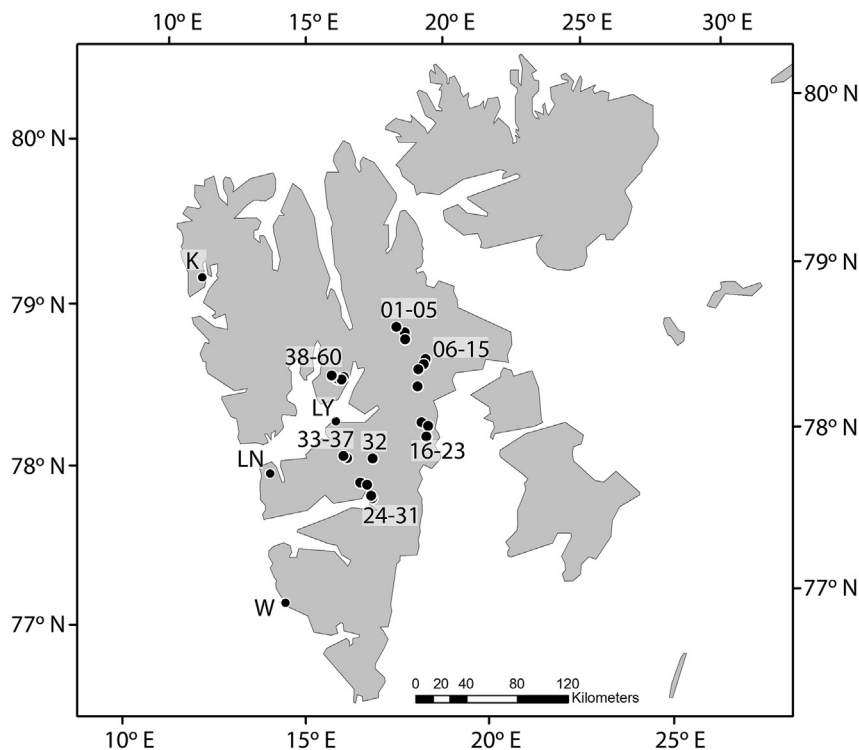 10º E 15º E 20º E 25º E 30º E
80º N
80º N
79º N
K
79º N
01-05
06-15
38-60
LY
78º N
33-37 32
16-23
LN
78º N
24-31
77º N
W
77º N
0 20 40 80 120
Kilometers
10º E 15º E 20º E 25º E